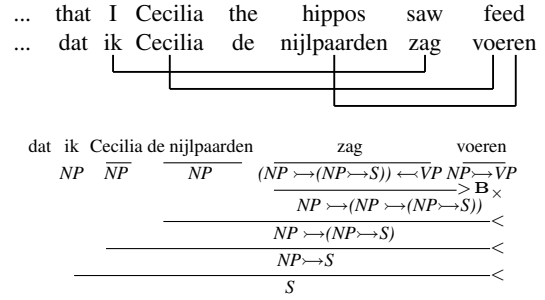 ... that I Cecilia the hippos saw feed
... dat ik Cecilia de nijlpaarden zag voeren
dat ik Cecilia de nijlpaarden zag voeren
NP NP NP (NP ↣(NP↣S)) ↢VP NP↣VP
> B×
NP ↣(NP ↣(NP↣S))
<
NP ↣(NP↣S)
<
NP↣S
<
S